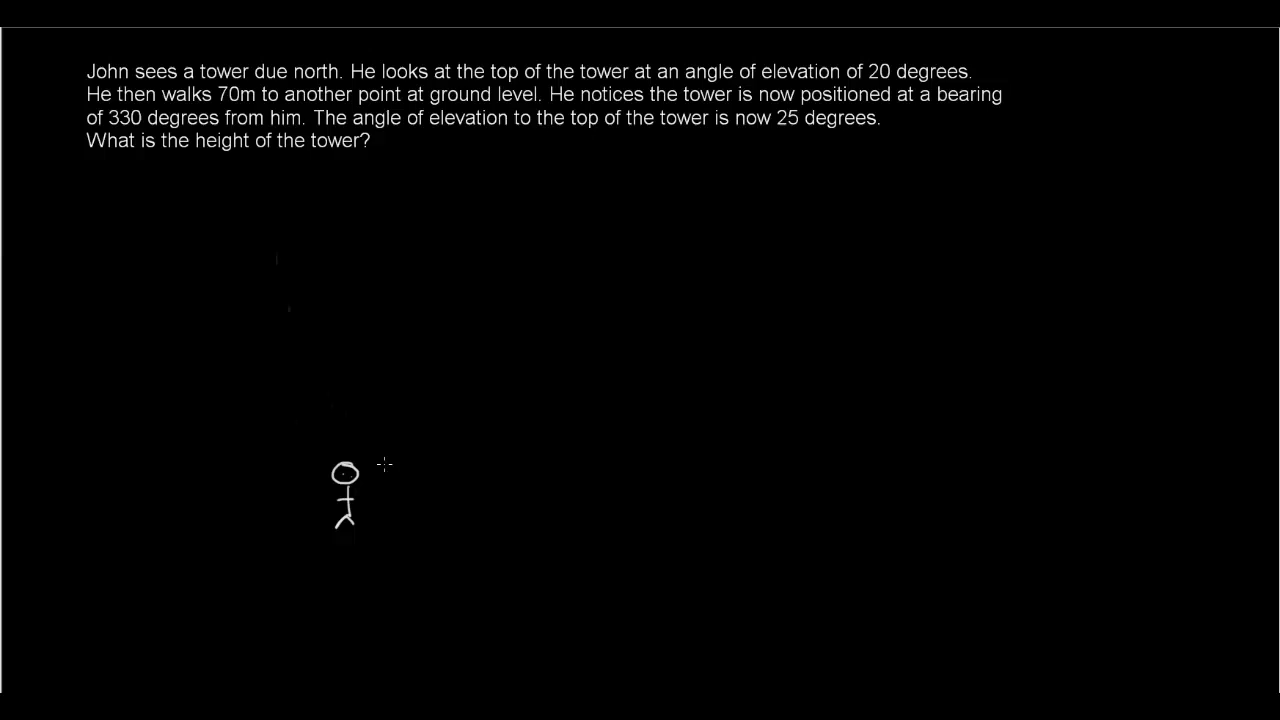 John sees a tower due north. He looks at the top of the tower at an angle of elevation of 20 degrees.
He then walks 70m to another point at ground level. He notices the tower is now positioned at a bearing
of 330 degrees from him. The angle of elevation to the top of the tower is now 25 degrees.
What is the height of the tower?